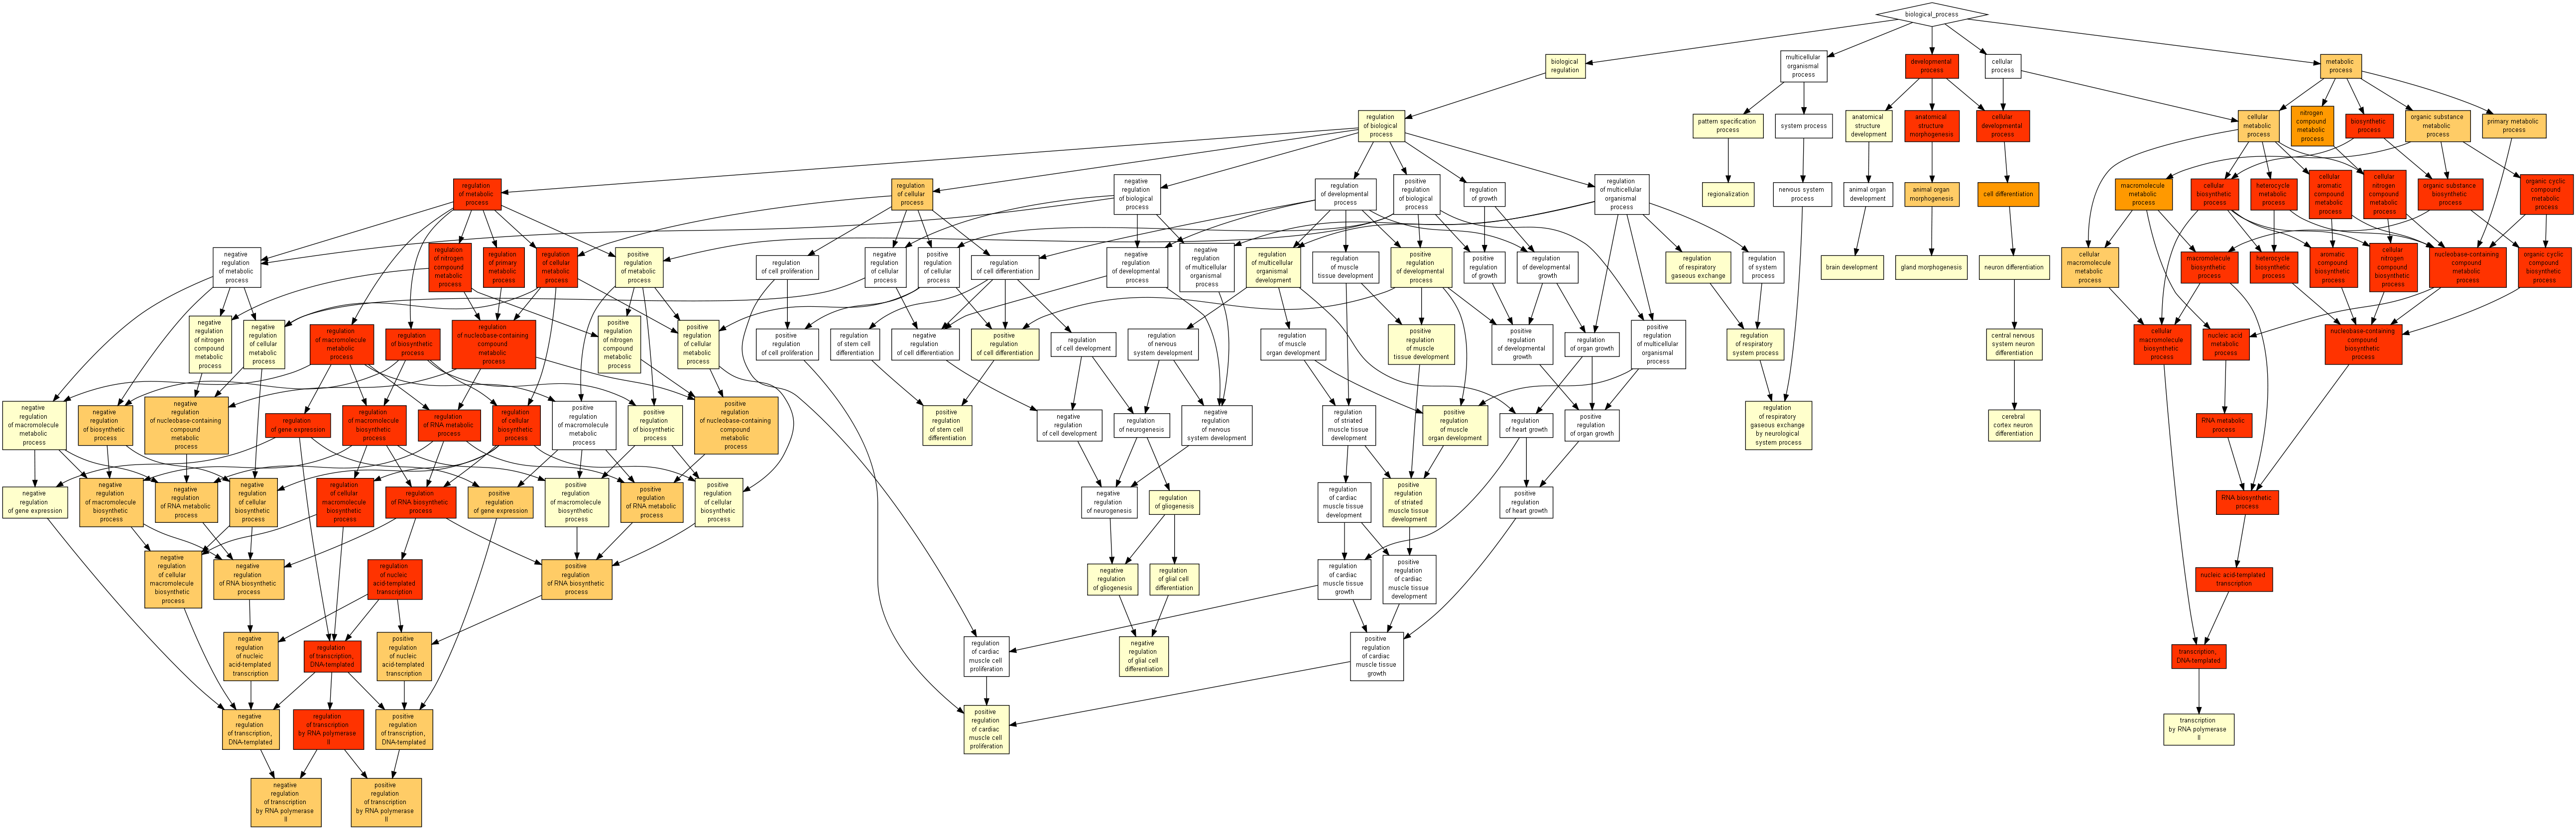 biological_process
biological
regulation
multicellular
organismal
process
developmental
process
cellular
process
metabolic
process
regulation
of biological
process
pattern specification
process
system process
anatomical
structure
development
anatomical
structure
morphogenesis
cellular
developmental
process
cellular
metabolic
process
nitrogen
compound
metabolic
process
biosynthetic
process
organic substance
metabolic
process
primary metabolic
process
regulation
of metabolic
process
regulation
of cellular
process
negative
regulation
of biological
process
regulation
of developmental
process
positive
regulation
of biological
process
regulation
of growth
regulation
of multicellular
organismal
process
regionalization
nervous system
process
animal organ
development
animal organ
morphogenesis
cell differentiation
macromolecule
metabolic
process
cellular
biosynthetic
process
heterocycle
metabolic
process
cellular
aromatic
compound
metabolic
process
cellular
nitrogen
compound
metabolic
process
organic substance
biosynthetic
process
organic cyclic
compound
metabolic
process
negative
regulation
of metabolic
process
regulation
of nitrogen
compound
metabolic
process
regulation
of primary
metabolic
process
regulation
of cellular
metabolic
process
positive
regulation
of metabolic
process
regulation
of cell proliferation
negative
regulation
of cellular
process
positive
regulation
of cellular
process
regulation
of cell differentiation
negative
regulation
of developmental
process
negative
regulation
of multicellular
organismal
process
regulation
of multicellular
organismal
development
regulation
of muscle
tissue development
positive
regulation
of developmental
process
positive
regulation
of growth
regulation
of developmental
growth
regulation
of respiratory
gaseous exchange
regulation
of system
process
brain development
gland morphogenesis
neuron differentiation
cellular
macromolecule
metabolic
process
macromolecule
biosynthetic
process
heterocycle
biosynthetic
process
aromatic
compound
biosynthetic
process
cellular
nitrogen
compound
biosynthetic
process
nucleobase-containing
compound
metabolic
process
organic cyclic
compound
biosynthetic
process
negative
regulation
of nitrogen
compound
metabolic
process
negative
regulation
of cellular
metabolic
process
regulation
of macromolecule
metabolic
process
regulation
of biosynthetic
process
regulation
of nucleobase-containing
compound
metabolic
process
positive
regulation
of nitrogen
compound
metabolic
process
positive
regulation
of cellular
metabolic
process
positive
regulation
of cell proliferation
regulation
of stem cell
differentiation
negative
regulation
of cell differentiation
positive
regulation
of cell differentiation
regulation
of cell development
regulation
of nervous
system development
regulation
of muscle
organ development
positive
regulation
of muscle
tissue development
positive
regulation
of developmental
growth
regulation
of organ growth
positive
regulation
of multicellular
organismal
process
regulation
of respiratory
system process
central nervous
system neuron
differentiation
cellular
macromolecule
biosynthetic
process
nucleic acid
metabolic
process
nucleobase-containing
compound
biosynthetic
process
negative
regulation
of macromolecule
metabolic
process
negative
regulation
of biosynthetic
process
negative
regulation
of nucleobase-containing
compound
metabolic
process
regulation
of gene expression
regulation
of macromolecule
biosynthetic
process
regulation
of RNA metabolic
process
regulation
of cellular
biosynthetic
process
positive
regulation
of macromolecule
metabolic
process
positive
regulation
of biosynthetic
process
positive
regulation
of nucleobase-containing
compound
metabolic
process
positive
regulation
of stem cell
differentiation
negative
regulation
of cell development
regulation
of neurogenesis
negative
regulation
of nervous
system development
regulation
of striated
muscle tissue
development
positive
regulation
of muscle
organ development
regulation
of heart growth
positive
regulation
of organ growth
regulation
of respiratory
gaseous exchange
by neurological
system process
cerebral
cortex neuron
differentiation
RNA metabolic
process
negative
regulation
of gene expression
negative
regulation
of macromolecule
biosynthetic
process
negative
regulation
of RNA metabolic
process
negative
regulation
of cellular
biosynthetic
process
regulation
of cellular
macromolecule
biosynthetic
process
regulation
of RNA biosynthetic
process
positive
regulation
of gene expression
positive
regulation
of macromolecule
biosynthetic
process
positive
regulation
of RNA metabolic
process
positive
regulation
of cellular
biosynthetic
process
negative
regulation
of neurogenesis
regulation
of gliogenesis
regulation
of cardiac
muscle tissue
development
positive
regulation
of striated
muscle tissue
development
positive
regulation
of heart growth
RNA biosynthetic
process
negative
regulation
of cellular
macromolecule
biosynthetic
process
negative
regulation
of RNA biosynthetic
process
regulation
of nucleic
acid-templated
transcription
positive
regulation
of RNA biosynthetic
process
negative
regulation
of gliogenesis
regulation
of glial cell
differentiation
regulation
of cardiac
muscle tissue
growth
positive
regulation
of cardiac
muscle tissue
development
nucleic acid-templated
transcription
negative
regulation
of nucleic
acid-templated
transcription
regulation
of transcription,
DNA-templated
positive
regulation
of nucleic
acid-templated
transcription
regulation
of cardiac
muscle cell
proliferation
negative
regulation
of glial cell
differentiation
positive
regulation
of cardiac
muscle tissue
growth
transcription,
DNA-templated
negative
regulation
of transcription,
DNA-templated
regulation
of transcription
by RNA polymerase
II
positive
regulation
of transcription,
DNA-templated
positive
regulation
of cardiac
muscle cell
proliferation
transcription
by RNA polymerase
II
negative
regulation
of transcription
by RNA polymerase
II
positive
regulation
of transcription
by RNA polymerase
II